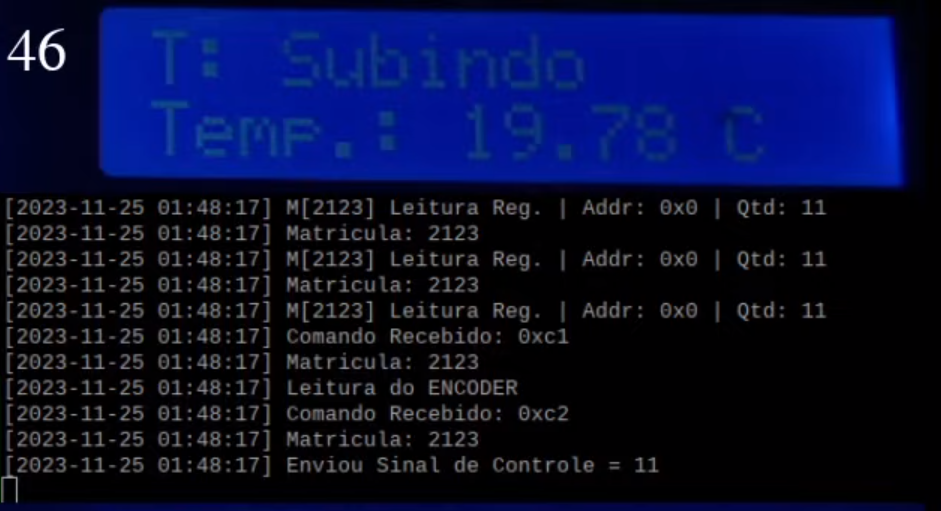 46
T: Subindo
Temp.: 19.78 C
[2023-11-25 01:48:17] M[2123] Leitura Reg. | Addr: 0x0 | Qtd: 11
[2023-11-25 01:48:17] Matricula: 2123
[2023-11-25 01:48:17] M[2123] Leitura Reg. | Addr: 0x0 | Qtd: 11
[2023-11-25 01:48:17] Matricula: 2123
[2023-11-25 01:48:17] M[2123] Leitura Reg. | Addr: 0x0 | Qtd: 11
[2023-11-25 01:48:17] Comando Recebido: 0xc1
[2023-11-25 01:48:17] Matricula: 2123
[2023-11-25 01:48:17] Leitura do ENCODER
[2023-11-25 01:48:17] Comando Recebido: 0xc2
[2023-11-25 01:48:17] Matricula: 2123
[2023-11-25 01:48:17] Enviou Sinal de Controle = 11